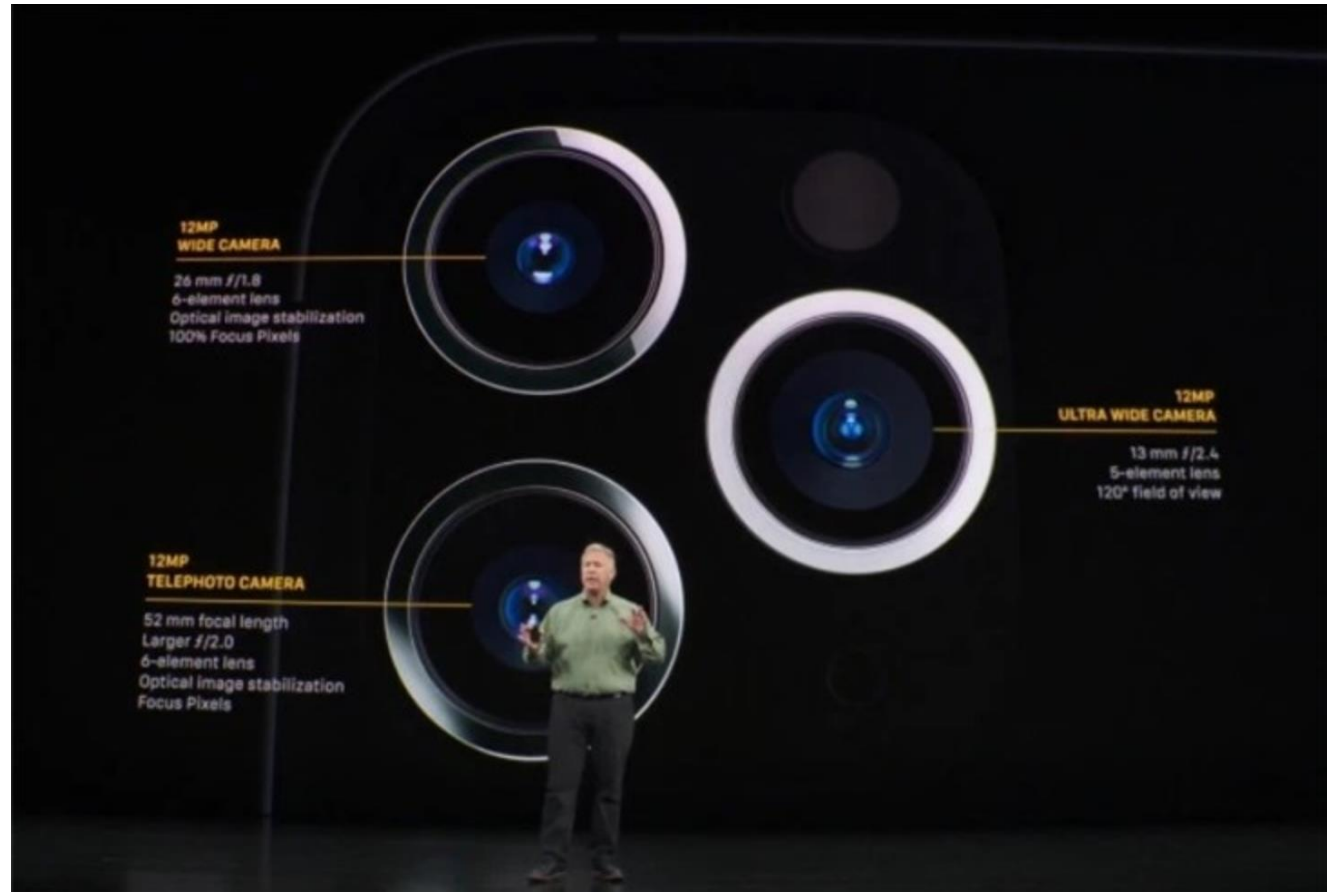 12MP
WIDE CAMERA
26 mm ƒ/1.8
6-element lens
Optical image stabilization
100% Focus Pixels
12MP
ULTRA WIDE CAMERA
13 mm ƒ/2.4
5-element lens
120° field of view
12MP
TELEPHOTO CAMERA
52 mm focal length
Larger ƒ/2.0
6-element lens
Optical image stabilization
Focus Pixels